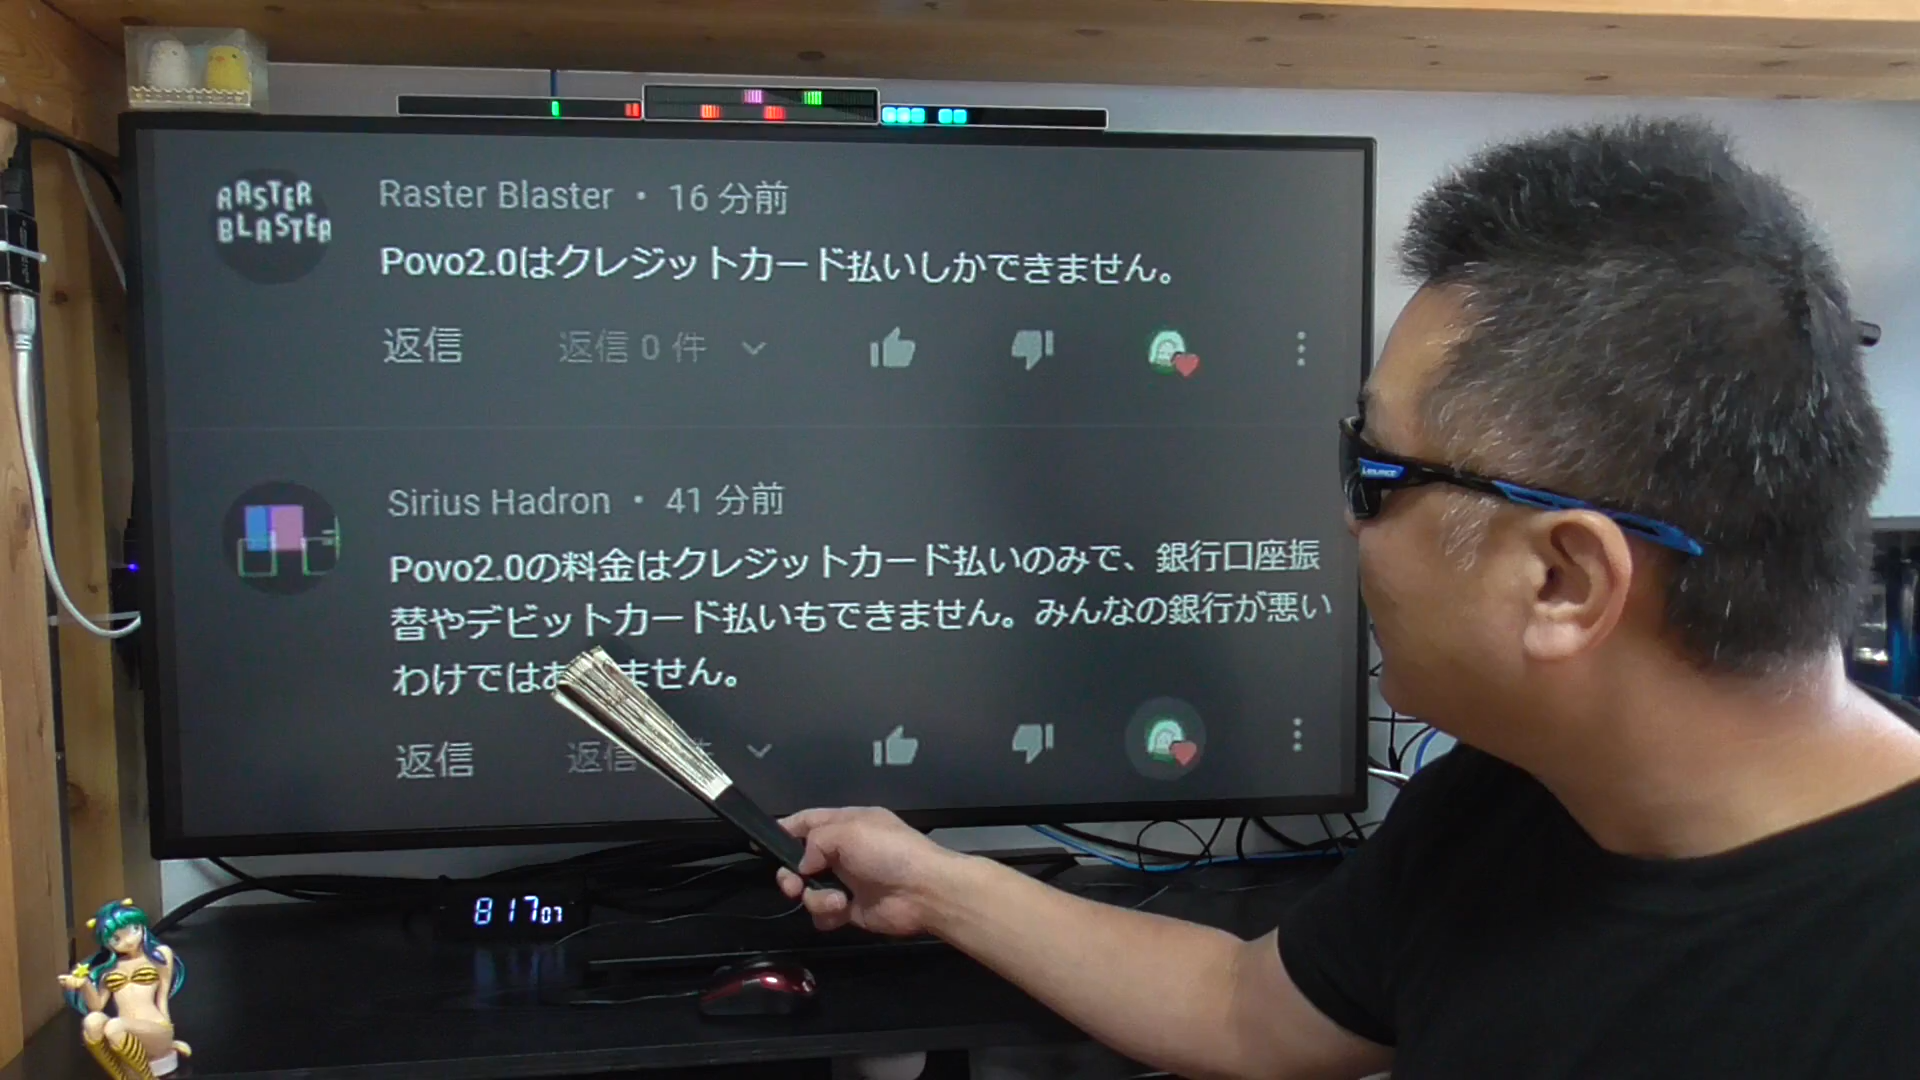 RASTER
BLASTER
Raster Blaster • 16 分前
Povo2.0はクレジットカード払いしかできません。
返信 返信 0 件
Sirius Hadron • 41 分前
Povo2.0の料金はクレジットカード払いのみで、銀行口座振
替やデビットカード払いもできません。みんなの銀行が悪い
わけではありません。
返信 返信
8 17 07